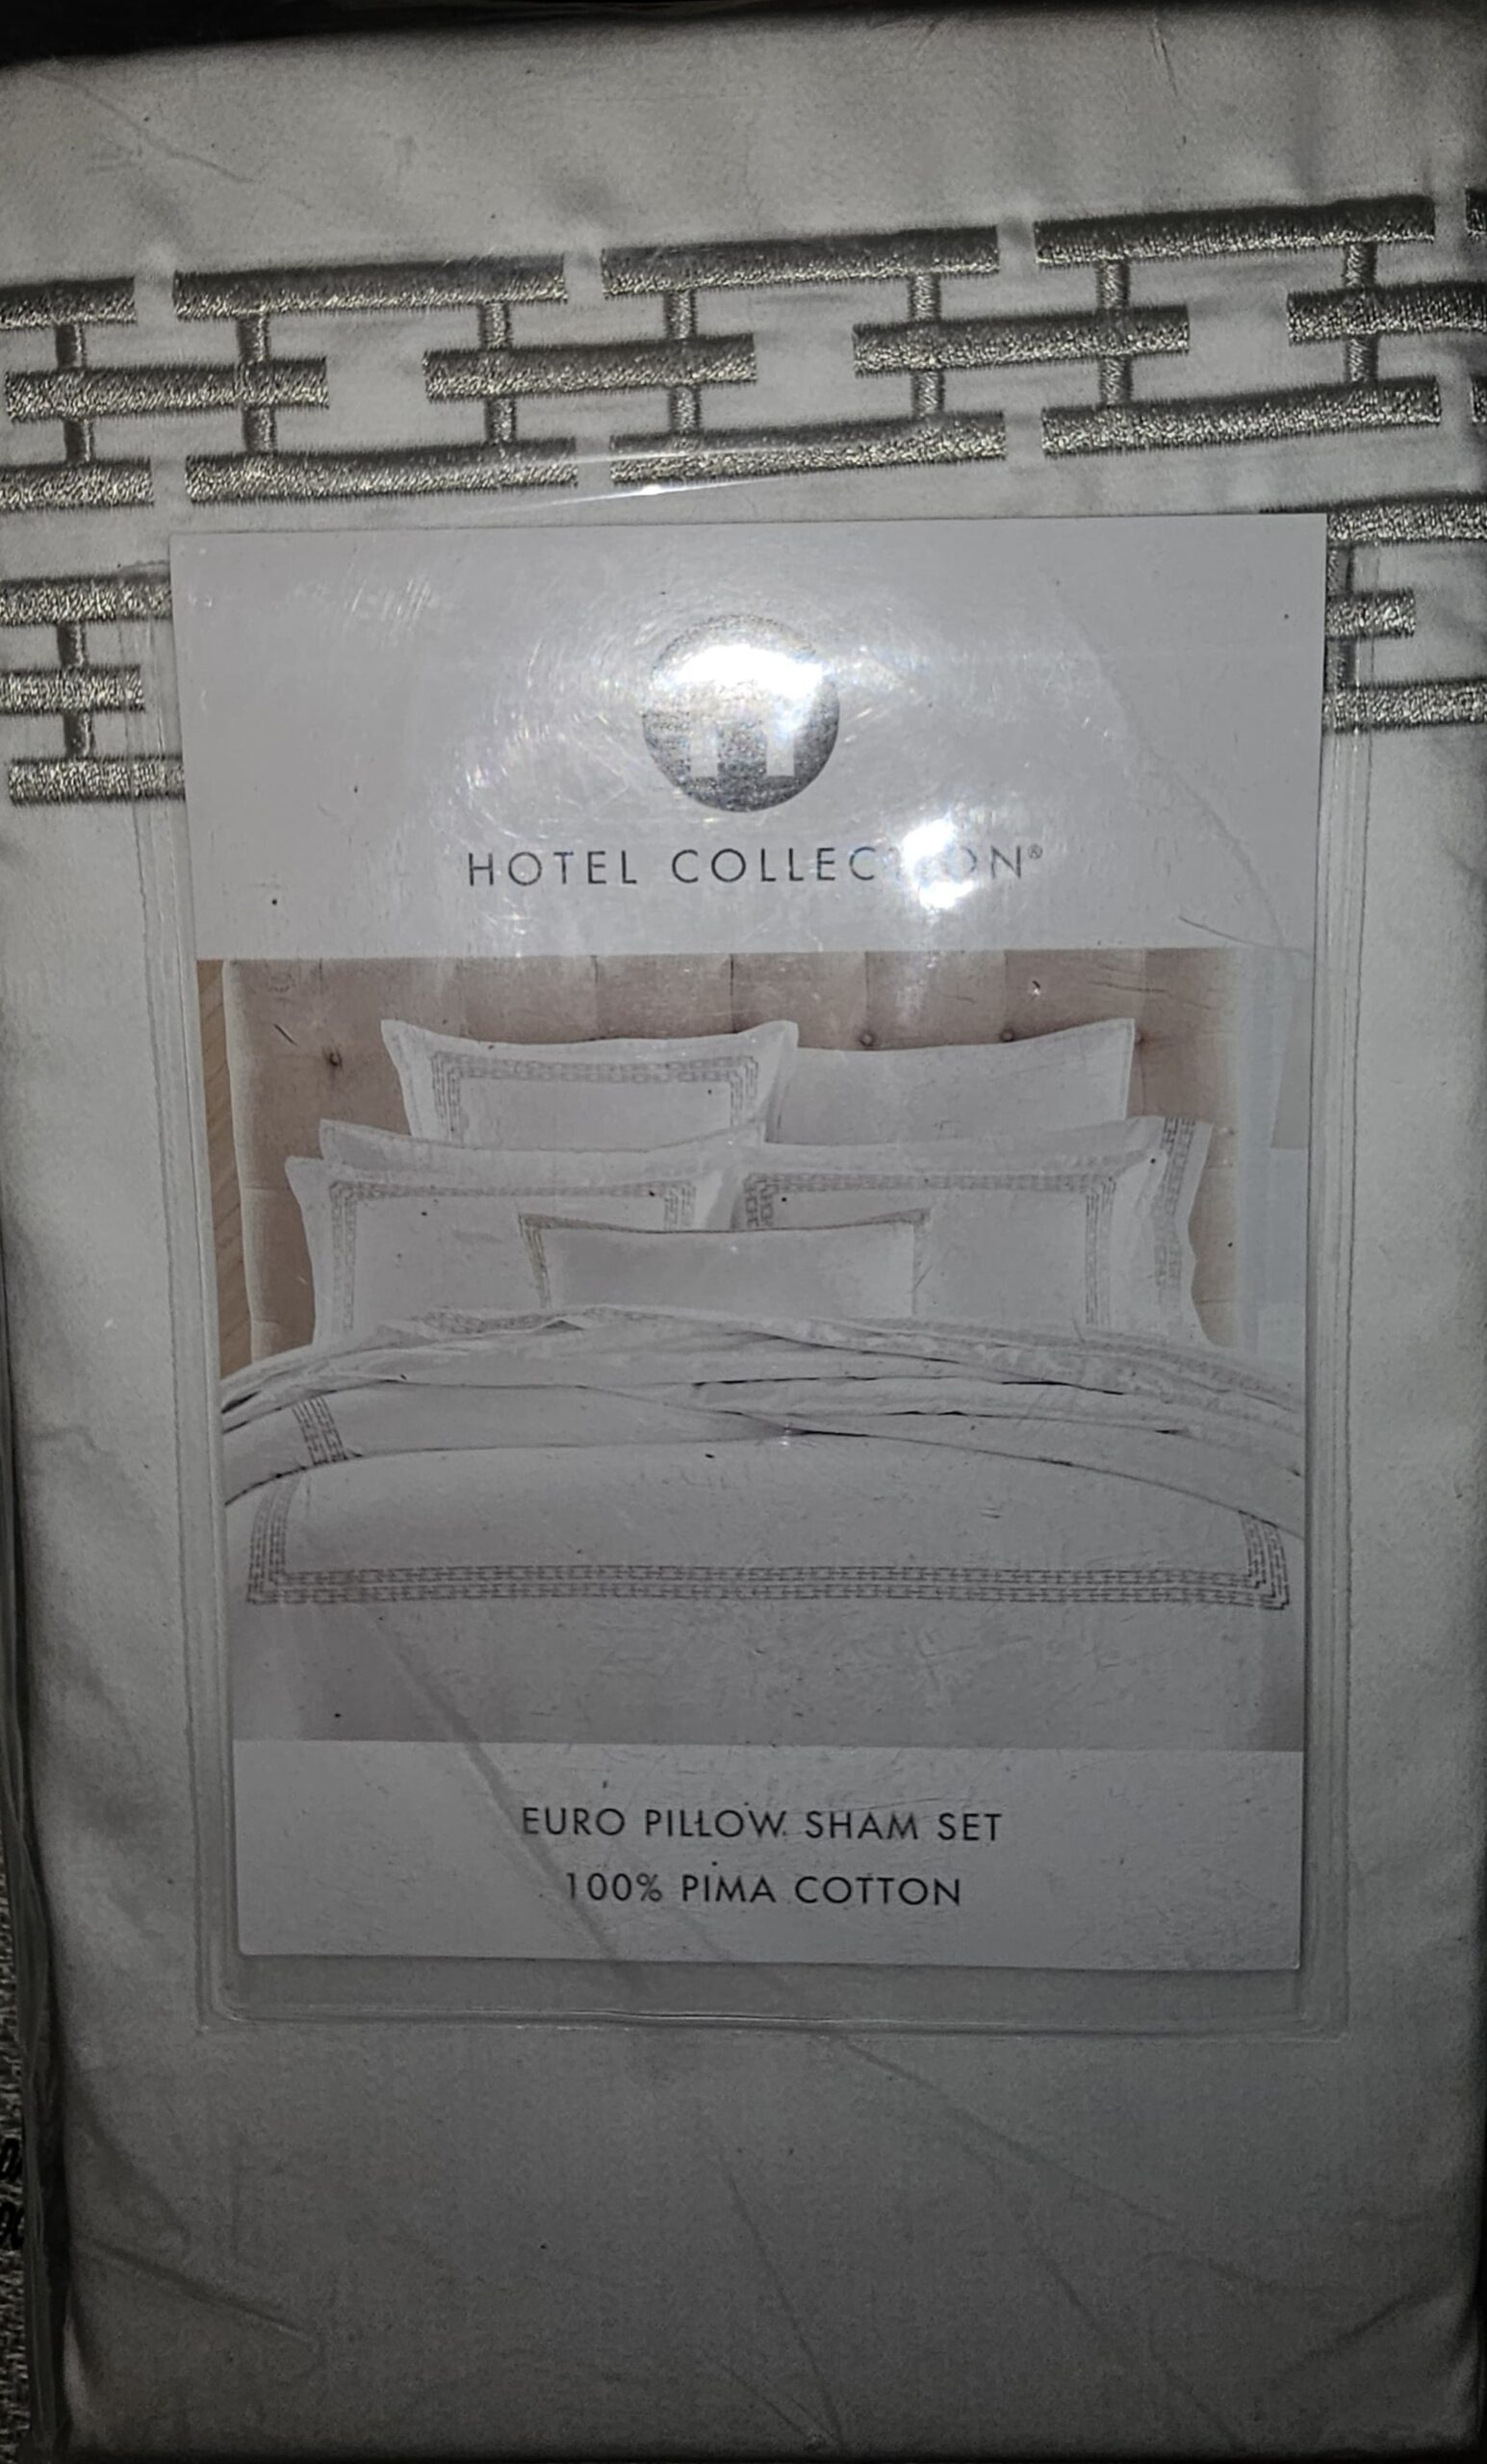 H
HOTEL COLLECTION®
EURO PILLOW SHAM SET
100% PIMA COTTON